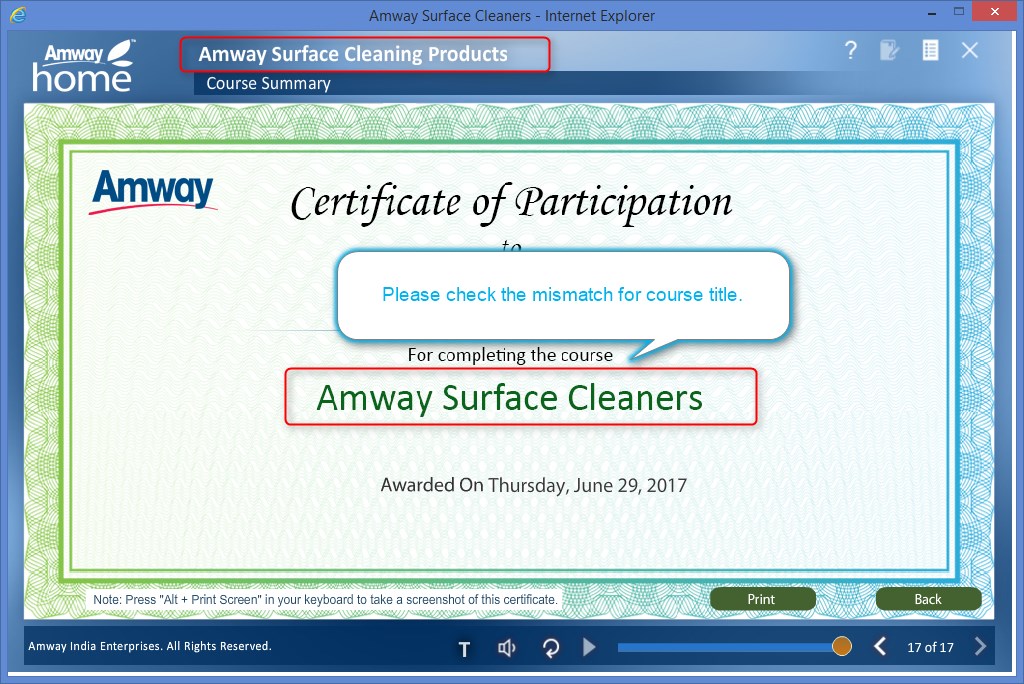 Amway Surface Cleaners - Internet Explorer
Amway™
home
Amway Surface Cleaning Products
Course Summary
?
Amway
Certificate of Participation
to
Please check the mismatch for course title.
For completing the course
Amway Surface Cleaners
Awarded On Thursday, June 29, 2017
Note: Press "Alt + Print Screen" in your keyboard to take a screenshot of this certificate.
Print
Back
Amway India Enterprises. All Rights Reserved.
T
17 of 17